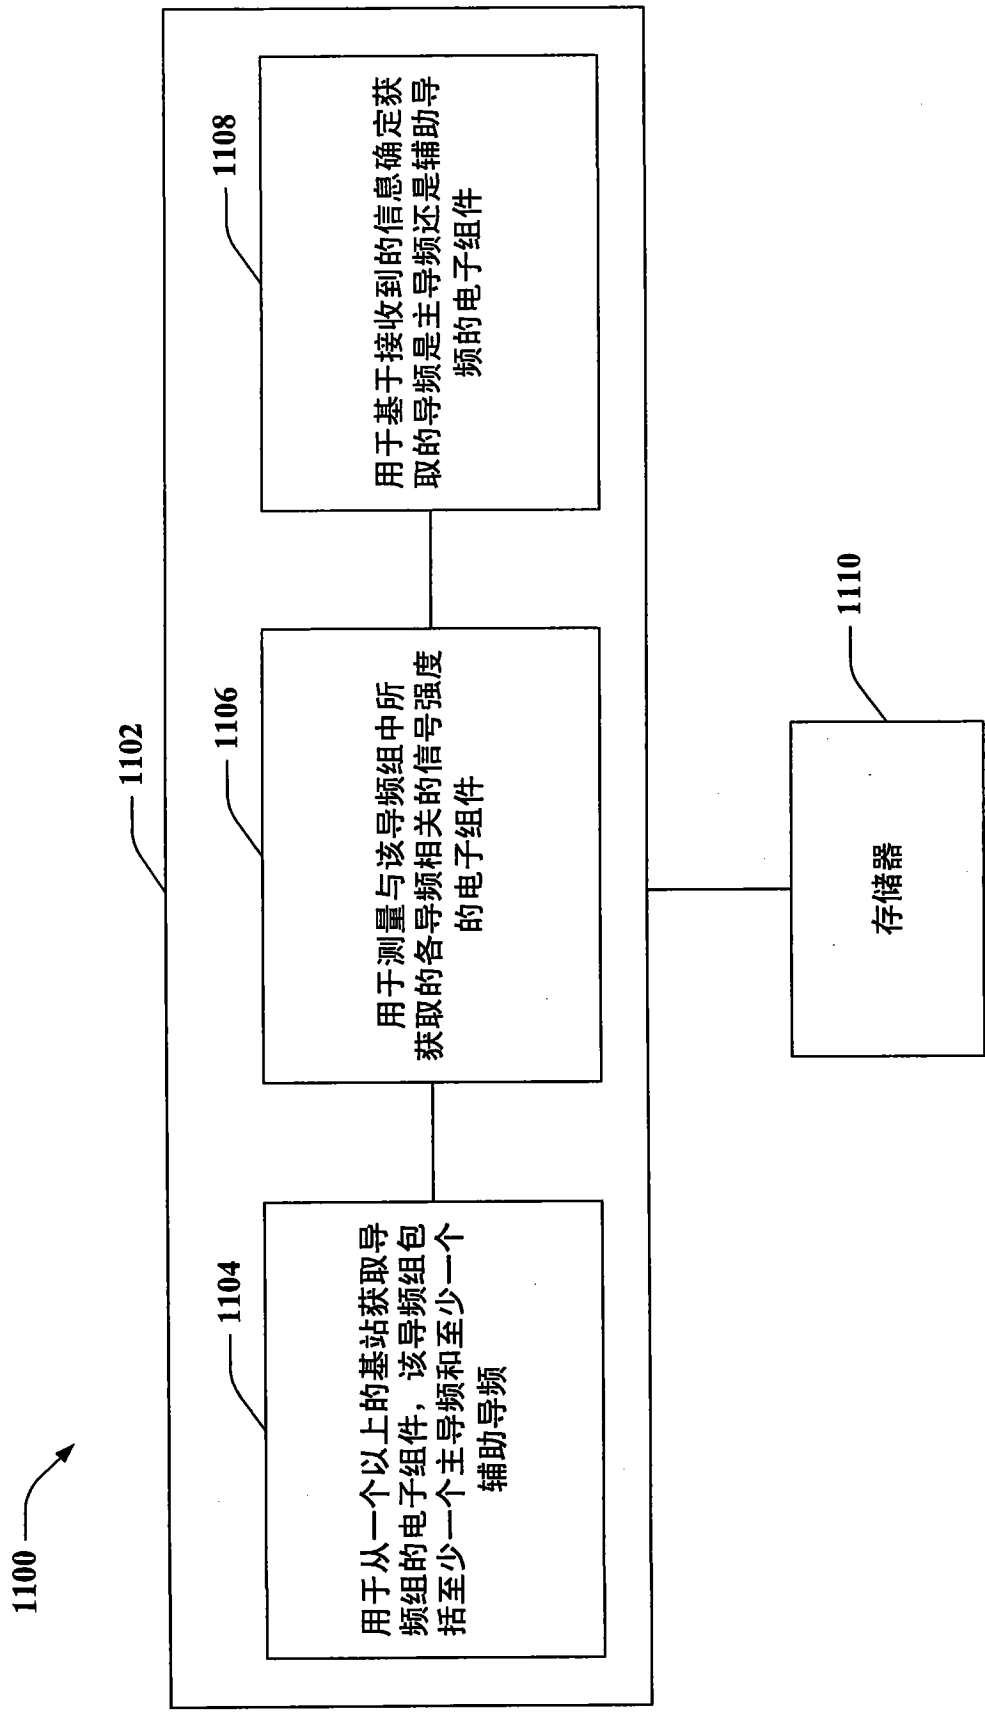 1100
1102
1104
用于从一个以上的基站获取导
频组的电子组件，该导频组包
括至少一个主导频和至少一个
辅助导频
1106
用于测量与该导频组中所
获取的各导频相关的信号强度
的电子组件
1108
用于基于接收到的信息确定获
取的导频是主导频还是辅助导
频的电子组件
1110
存储器